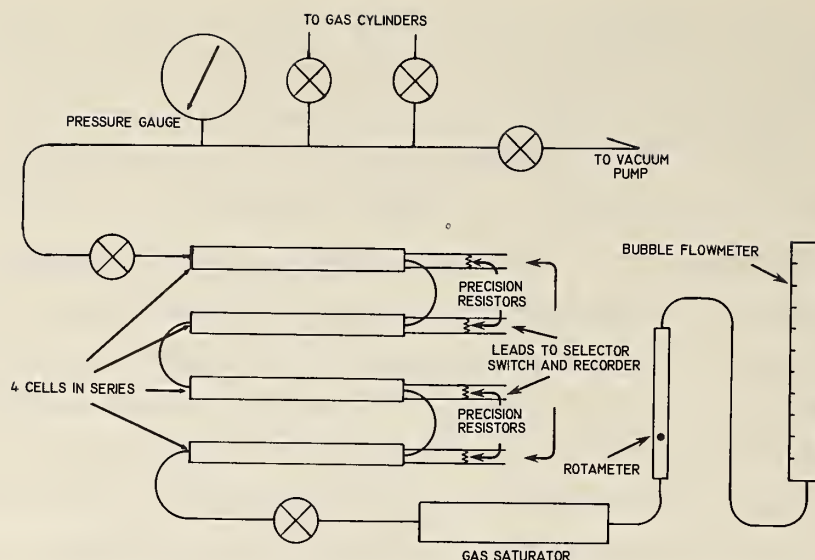 TO GAS CYLINDERS
PRESSURE GAUGE
TO VACUUM
PUMP
BUBBLE FLOWMETER
PRECISION
RESISTORS
LEADS TO SELECTOR
SWITCH AND RECORDER
4 CELLS IN SERIES
PRECISION
RESISTORS
ROTAMETER
GAS SATURATOR